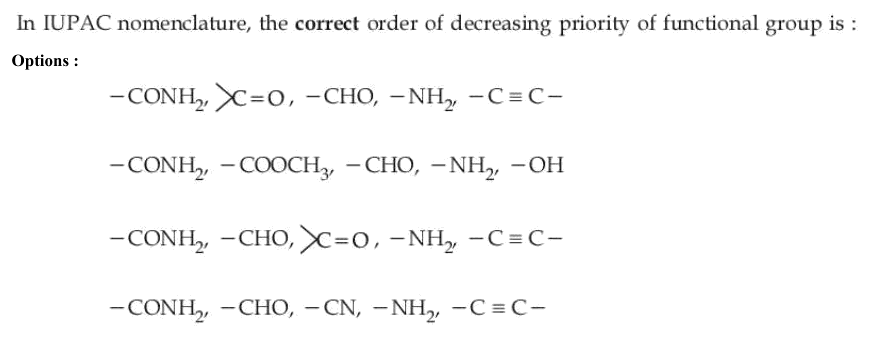 In IUPAC nomenclature, the correct order of decreasing priority of functional group is :
Options :
−CONH₂, >C=O, −CHO, −NH₂, −C≡C−
−CONH₂, −COOCH₃, −CHO, −NH₂, −OH
−CONH₂, −CHO, >C=O, −NH₂, −C≡C−
−CONH₂, −CHO, −CN, −NH₂, −C≡C−